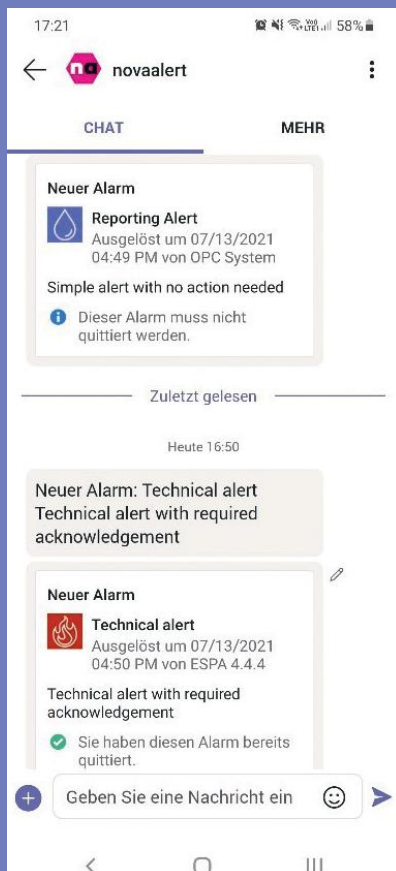 17:21 58%
na novaalert
CHAT MEHR
Neuer Alarm
Reporting Alert
Ausgelöst um 07/13/2021
04:49 PM von OPC System
Simple alert with no action needed
Dieser Alarm muss nicht
quittiert werden.
Zuletzt gelesen
Heute 16:50
Neuer Alarm: Technical alert
Technical alert with required
acknowledgement
Neuer Alarm
Technical alert
Ausgelöst um 07/13/2021
04:50 PM von ESPA 4.4.4
Technical alert with required
acknowledgement
Sie haben diesen Alarm bereits
quittiert.
Geben Sie eine Nachricht ein